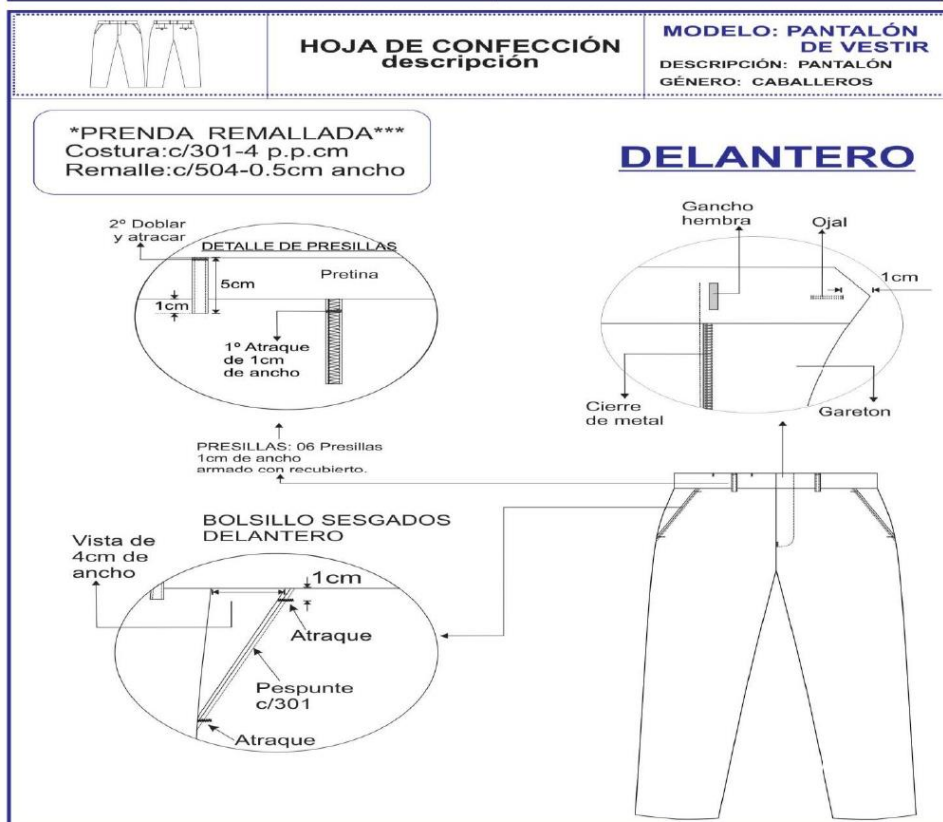 HOJA DE CONFECCIÓN
descripción
MODELO: PANTALÓN
DE VESTIR
DESCRIPCIÓN: PANTALÓN
GÉNERO: CABALLEROS
*PRENDA REMALLADA***
Costura:c/301-4 p.p.cm
Remalle:c/504-0.5cm ancho
DELANTERO
2º Doblar
y atracar
DETALLE DE PRESILLAS
Pretina
5cm
1cm
1º Atraque
de 1cm
de ancho
PRESILLAS: 06 Presillas
1cm de ancho
armado con recubierto.
Gancho
hembra
Ojal
1cm
Cierre
de metal
Gareton
BOLSILLO SESGADOS
DELANTERO
Vista de
4cm de
ancho
1cm
Atraque
Pespunte
c/301
Atraque